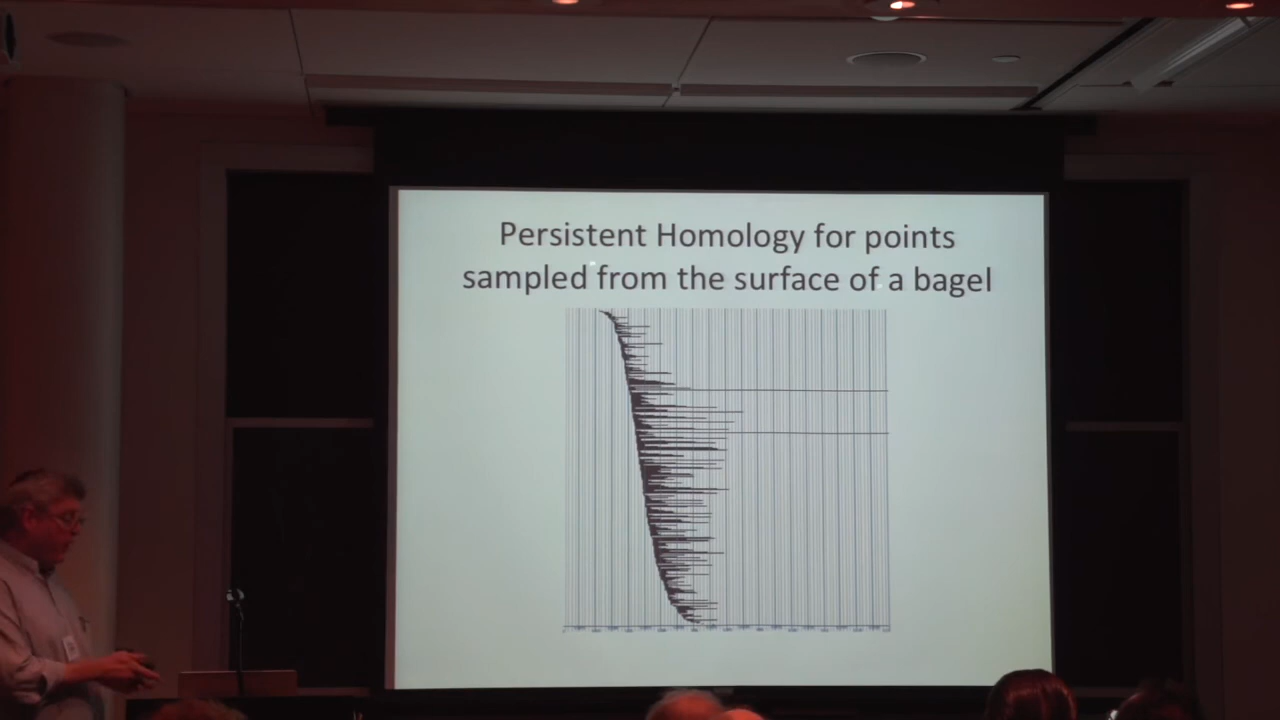 Persistent Homology for points
sampled from the surface of a bagel